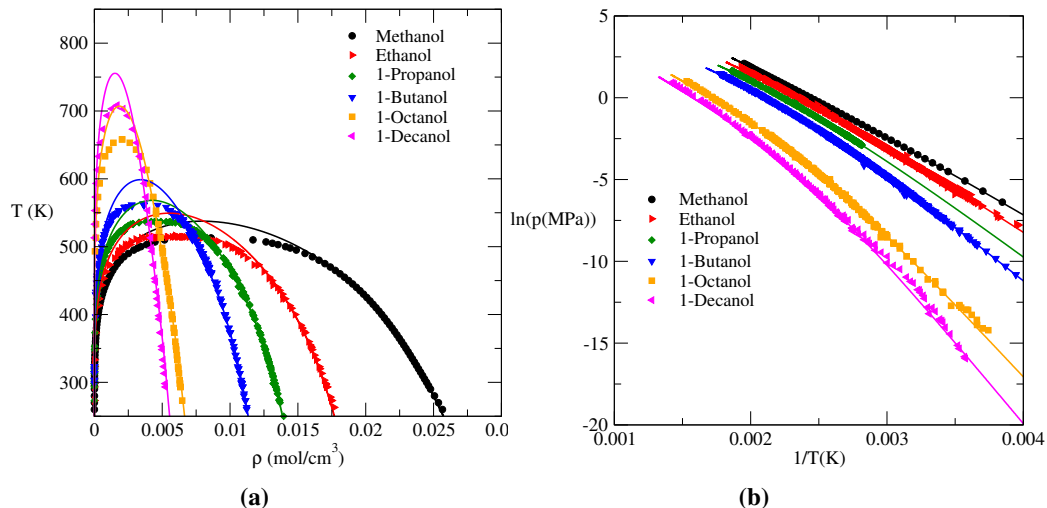 (a)
850
800
700
600
T (K)
500
400
300
0
0.005
0.01
0.015
0.02
0.025
0.0
ρ (mol/cm³)
Methanol
Ethanol
1-Propanol
1-Butanol
1-Octanol
1-Decanol
(a)
5
0
-5
ln(p(MPa))
-10
-15
-20
0.001
0.002
0.003
0.004
1/T(K)
Methanol
Ethanol
1-Propanol
1-Butanol
1-Octanol
1-Decanol
(b)
(b)